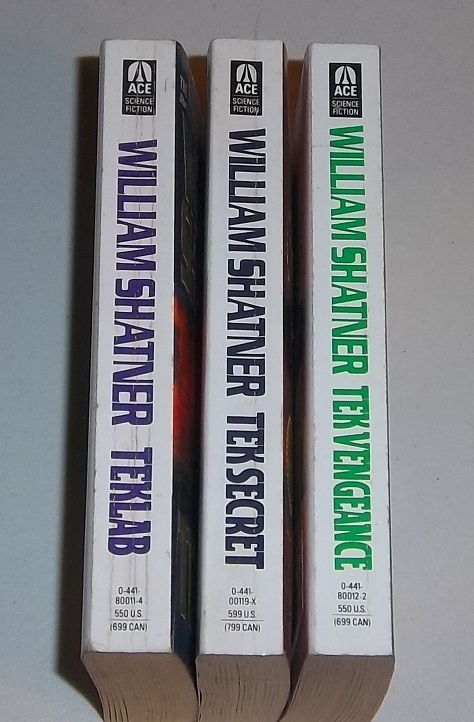 ACE
SCIENCE
FICTION
WILLIAM SHATNER TEKLAB
0-441-
80011-4
550 U.S.
(699 CAN)
ACE
SCIENCE
FICTION
WILLIAM SHATNER TEKSECRET
0-441-
00119-X
599 U.S.
(799 CAN)
ACE
SCIENCE
FICTION
WILLIAM SHATNER TEK VENGEANCE
0-441-
80012-2
550 U.S.
(699 CAN)